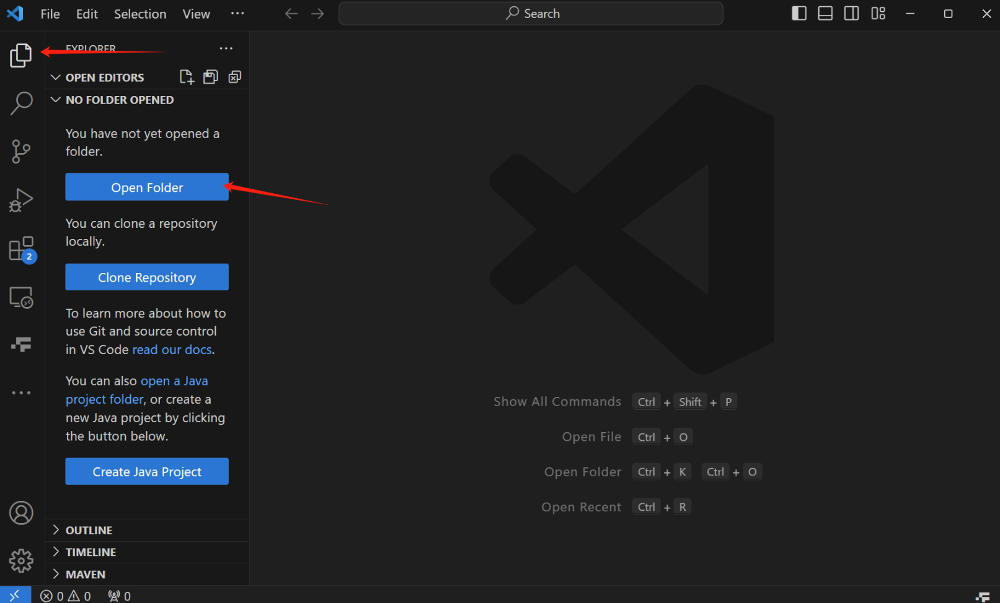 File Edit Selection View ··· Search
EXPLORER ···
OPEN EDITORS
NO FOLDER OPENED
You have not yet opened a
folder.
Open Folder
You can clone a repository
locally.
Clone Repository
To learn more about how to
use Git and source control
in VS Code read our docs.
You can also open a Java
project folder, or create a
new Java project by clicking
the button below.
Create Java Project
2
OUTLINE
TIMELINE
MAVEN
Show All Commands Ctrl + Shift + P
Open File Ctrl + O
Open Folder Ctrl + K Ctrl + O
Open Recent Ctrl + R
0 0 0